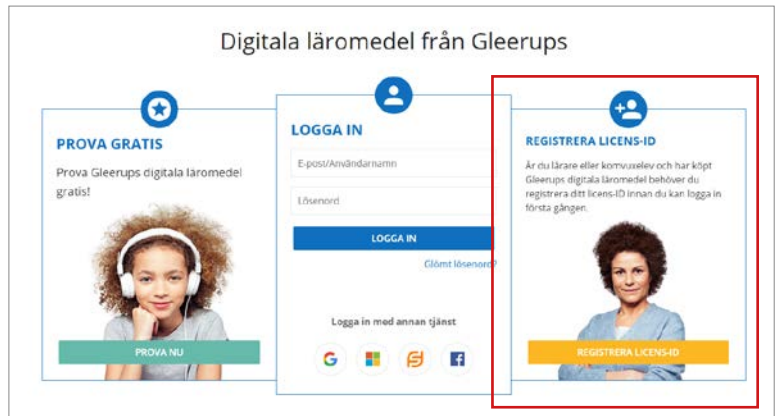 Digitala läromedel från Gleerups
PROVA GRATIS
Prova Gleerups digitala läromedel
gratis!
PROVA NU
LOGGA IN
E-post/Användarnamn
Lösenord
LOGGA IN
Glömt lösenord?
Logga in med annan tjänst
REGISTRERA LICENS-ID
Är du lärare eller komvuxelev och har köpt
Gleerups digitala läromedel behöver du
registrera ditt licens-ID innan du kan logga in
första gången.
REGISTRERA LICENS-ID